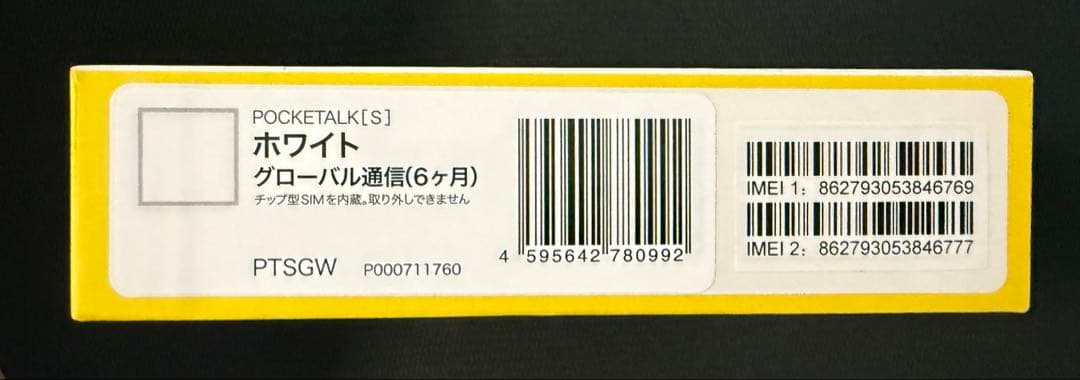 POCKETALK[S]
ホワイト
グローバル通信(6ヶ月)
チップ型SIMを内蔵。取り外しできません
PTSGW P000711760
4 595642 780992
IMEI 1: 862793053846769
IMEI 2: 862793053846777